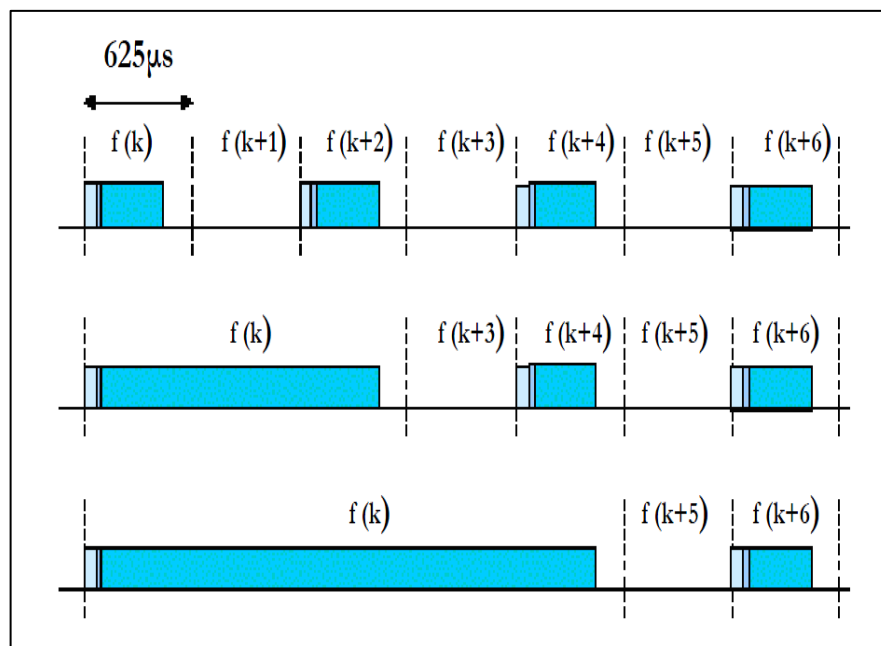 625μs
f (k) f (k+1) f (k+2) f (k+3) f (k+4) f (k+5) f (k+6)
f (k) f (k+3) f (k+4) f (k+5) f (k+6)
f (k) f (k+5) f (k+6)